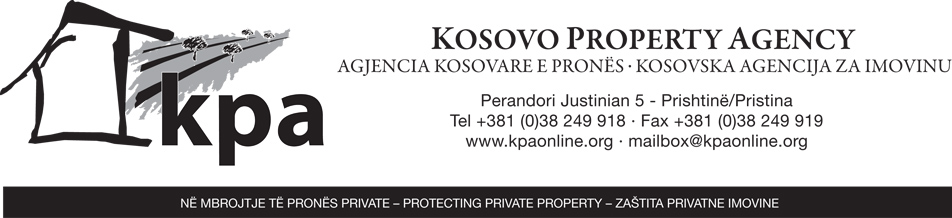 kpa
KOSOVO PROPERTY AGENCY
AGJENCIA KOSOVARE E PRONËS · KOSOVSKA AGENCIJA ZA IMOVINU
Perandori Justinian 5 - Prishtinë/Pristina
Tel +381 (0)38 249 918 · Fax +381 (0)38 249 919
www.kpaonline.org · mailbox@kpaonline.org
NË MBROJTJE TË PRONËS PRIVATE – PROTECTING PRIVATE PROPERTY – ZAŠTITA PRIVATNE IMOVINE